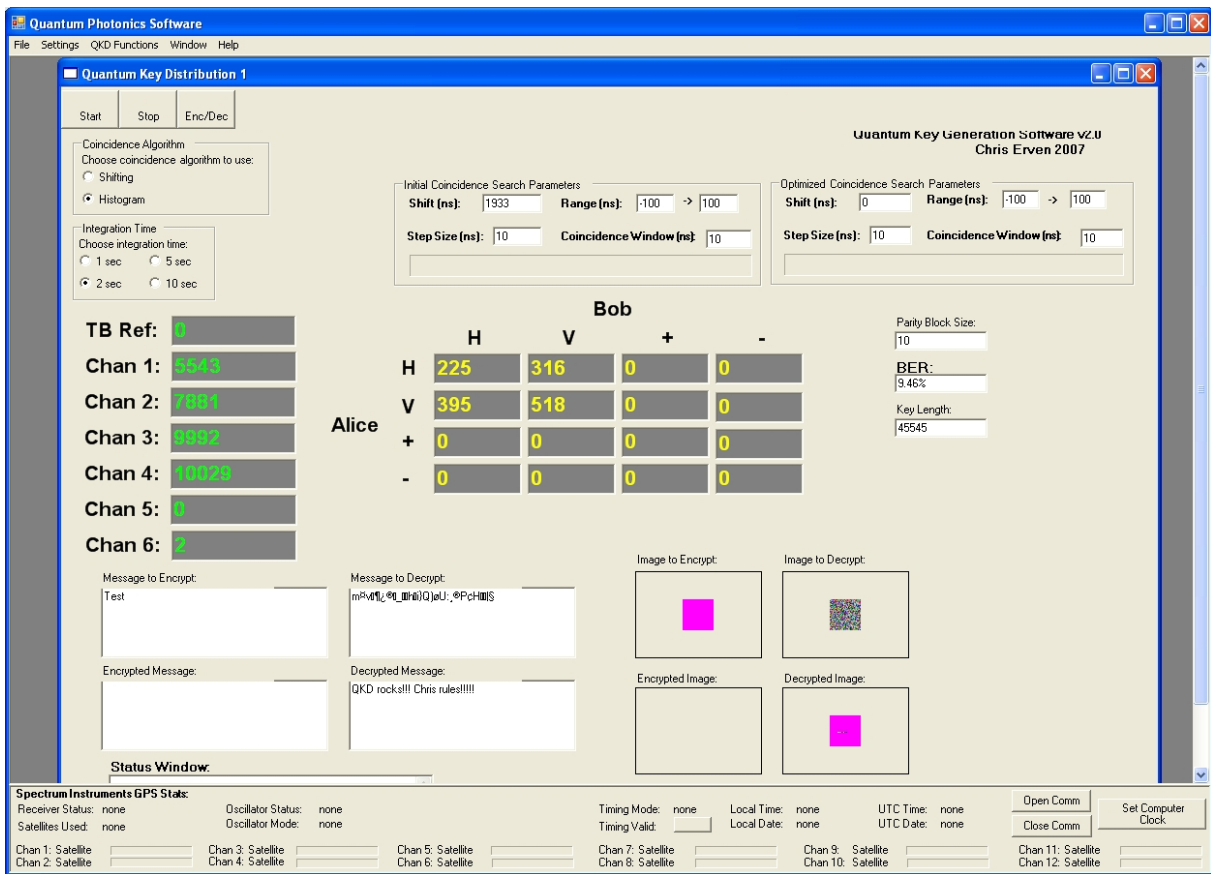 Quantum Photonics Software
File Settings QKD Functions Window Help
Quantum Key Distribution 1
Start Stop Enc/Dec
Quantum Key Generation Software v2.0
Chris Erven 2007
Coincidence Algorithm
Choose coincidence algorithm to use:
Shifting
Histogram
Integration Time
Choose integration time:
1 sec 5 sec
2 sec 10 sec
Initial Coincidence Search Parameters
Shift (ns): 1933 Range (ns): -100 -> 100
Step Size (ns): 10 Coincidence Window (ns): 10
Optimized Coincidence Search Parameters
Shift (ns): 0 Range (ns): -100 -> 100
Step Size (ns): 10 Coincidence Window (ns): 10
TB Ref: 0
Chan 1: 5543
Chan 2: 7881
Chan 3: 9992
Chan 4: 10029
Chan 5: 0
Chan 6: 2
Bob
H V + -
Alice
H 225 316 0 0
V 395 518 0 0
+ 0 0 0 0
- 0 0 0 0
Parity Block Size:
10
BER:
9.46%
Key Length:
45545
Message to Encrypt:
Test
Message to Decrypt:
Encrypted Message:
Decrypted Message:
QKD rocks!!! Chris rules!!!!!
Image to Encrypt: Image to Decrypt:
Encrypted Image: Decrypted Image:
Status Window:
Spectrum Instruments GPS Stats:
Receiver Status: none Oscillator Status: none Timing Mode: none Local Time: none UTC Time: none
Satellites Used: none Oscillator Mode: none Timing Valid: Local Date: none UTC Date: none
Open Comm
Close Comm
Set Computer
Clock
Chan 1: Satellite Chan 3: Satellite Chan 5: Satellite Chan 7: Satellite Chan 9: Satellite Chan 11: Satellite
Chan 2: Satellite Chan 4: Satellite Chan 6: Satellite Chan 8: Satellite Chan 10: Satellite Chan 12: Satellite